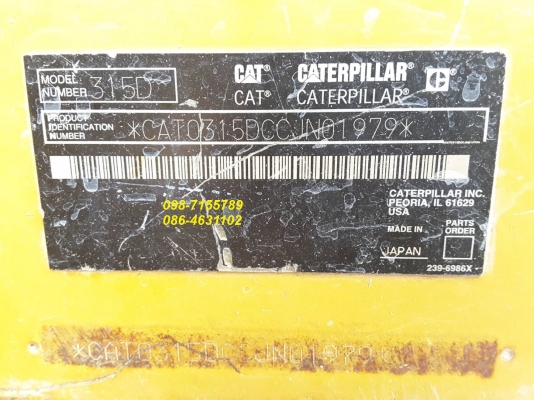 MODEL NUMBER 315D
CAT CATERPILLAR C
CAT® CATERPILLAR®
PRODUCT IDENTIFICATION NUMBER *CAT0315DCCJN01979*
098-7155789
086-4631102
CATERPILLAR INC.
PEORIA, IL 61629
USA
MADE IN PARTS ORDER
JAPAN
239-6986X
*CAT0315DCCJN01979